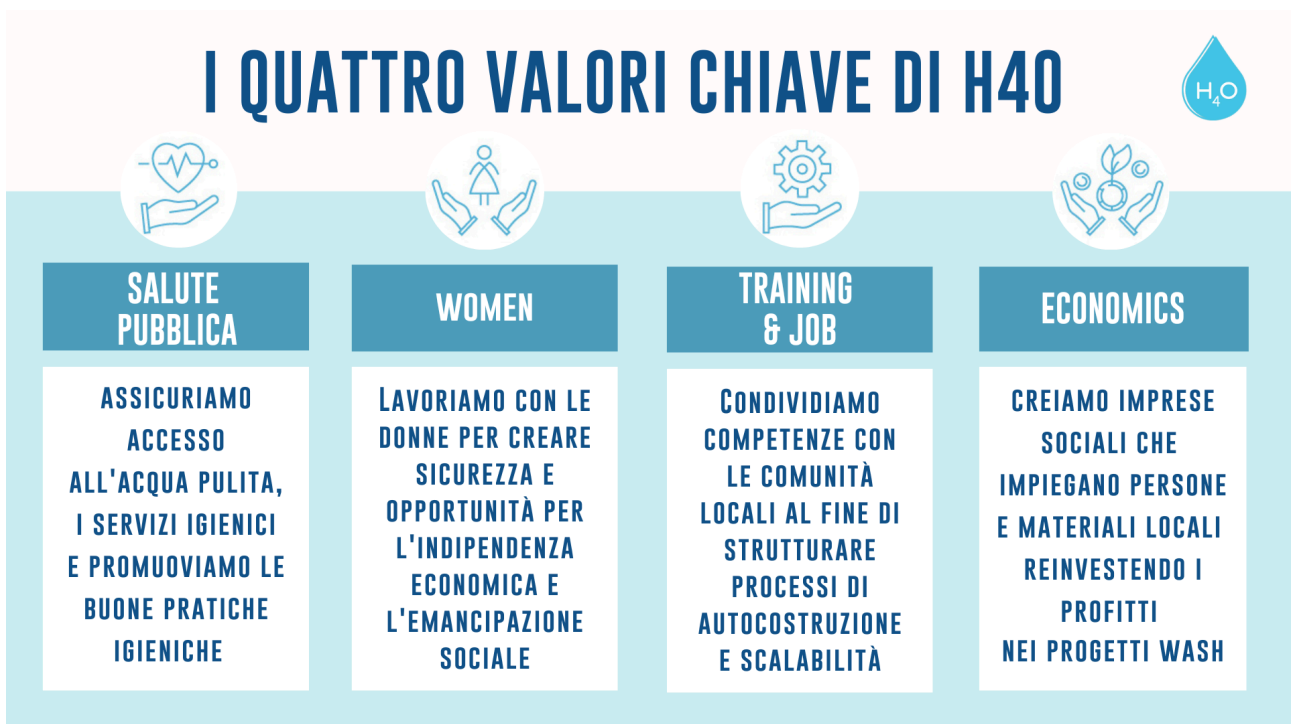 I QUATTRO VALORI CHIAVE DI H4O
H4O
SALUTE
PUBBLICA
ASSICURIAMO
ACCESSO
ALL'ACQUA PULITA,
I SERVIZI IGIENICI
E PROMUOVIAMO LE
BUONE PRATICHE
IGIENICHE
WOMEN
LAVORIAMO CON LE
DONNE PER CREARE
SICUREZZA E
OPPORTUNITÀ PER
L'INDIPENDENZA
ECONOMICA E
L'EMANCIPAZIONE
SOCIALE
TRAINING
& JOB
CONDIVIDIAMO
COMPETENZE CON
LE COMUNITÀ
LOCALI AL FINE DI
STRUTTURARE
PROCESSI DI
AUTOCOSTRUZIONE
E SCALABILITÀ
ECONOMICS
CREIAMO IMPRESE
SOCIALI CHE
IMPIEGANO PERSONE
E MATERIALI LOCALI
REINVESTENDO I
PROFITTI
NEI PROGETTI WASH